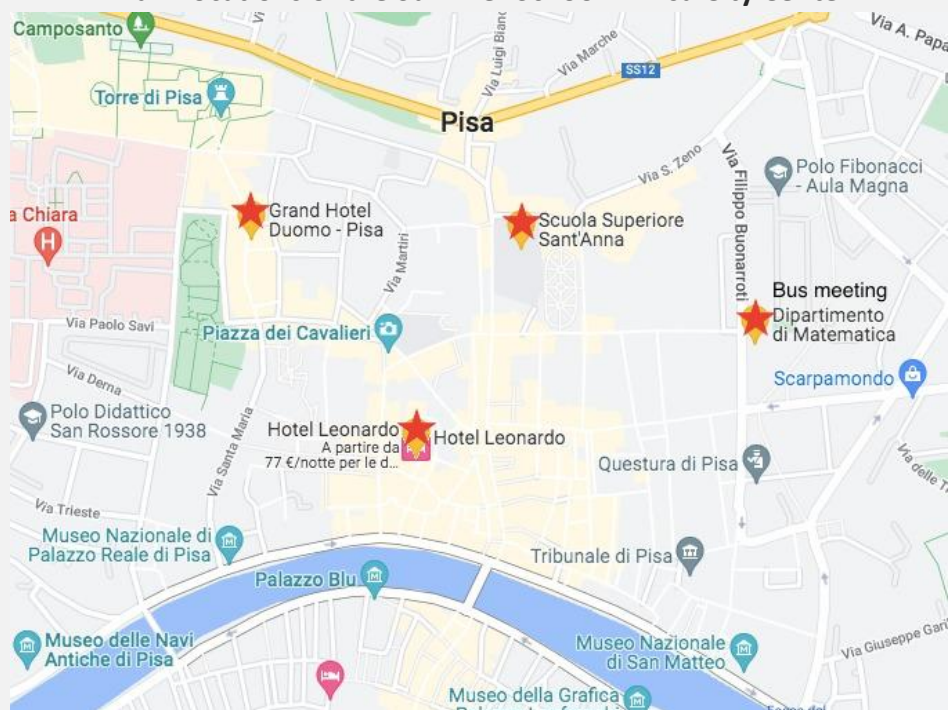 Camposanto
Via A. Papa
Via Luigi Bianc
Via Marche
SS12
Torre di Pisa
Pisa
Via S. Zeno
Via Filippo Buonarroti
Polo Fibonacci
- Aula Magna
a Chiara
H
Grand Hotel
Duomo - Pisa
Scuola Superiore
Sant'Anna
Via Martiri
Bus meeting
Dipartimento
di Matematica
Via Paolo Savi
Piazza dei Cavalieri
Scarpamondo
Via Derna
Polo Didattico
San Rossore 1938
Via Santa Maria
Hotel Leonardo
A partire da
77 €/notte per le d...
Hotel Leonardo
Questura di Pisa
Via delle T
Via Trieste
Museo Nazionale di
Palazzo Reale di Pisa
Tribunale di Pisa
Palazzo Blu
Museo delle Navi
Antiche di Pisa
Museo Nazionale
di San Matteo
Via Giuseppe Gari
Museo della Grafica